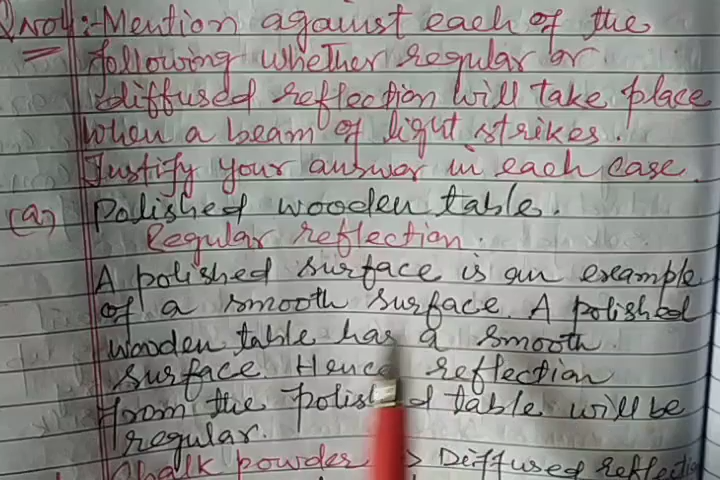 Q no 4:- Mention against each of the
following whether regular or
diffused reflection will take place
when a beam of light strikes.
Justify your answer in each case.
(a) Polished wooden table.
Regular reflection.
A polished surface is an example
of a smooth surface. A polished
wooden table has a smooth.
surface. Hence reflection
from the polished table will be
regular.
Chalk powder > Diffused reflection